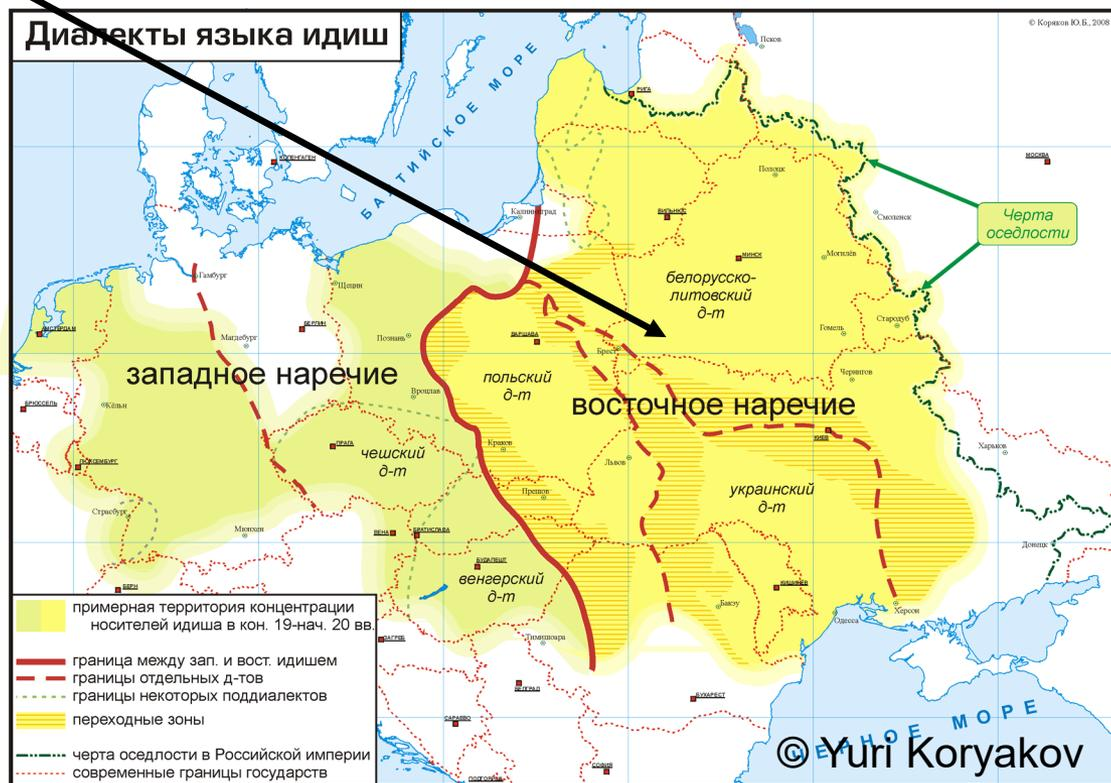 Диалекты языка идиш
© Коряков Ю.Б., 2008
Псков
РИГА
БАЛТИЙСКОЕ МОРЕ
КОПЕНГАГЕН
МОСКВА
Полоцк
Калининград
ВИЛЬНЮС
Смоленск
Черта
оседлости
Гамбург
Щецин
МИНСК
Могилёв
белорусско-
литовский
д-т
АМСТЕРДАМ
БЕРЛИН
Магдебург
Познань
ВАРШАВА
Брест
Гомель
Стародуб
Чернигов
западное наречие
польский
д-т
восточное наречие
БРЮССЕЛЬ
Кёльн
Вроцлав
ПРАГА
чешский
д-т
Краков
Львов
КИЕВ
Харьков
ЛЮКСЕМБУРГ
Страсбург
Прешов
украинский
д-т
Мюнхен
ВЕНА
БРАТИСЛАВА
Донецк
БУДАПЕШТ
венгерский
д-т
КИШИНЕВ
БЕРН
Бакэу
Одесса
Херсон
ЗАГРЕБ
Тимишоара
БЕЛГРАД
БУХАРЕСТ
САРАЕВО
СОФИЯ
ПОДГОРИЦА
ЧЕРНОЕ МОРЕ
примерная территория концентрации
носителей идиша в кон. 19-нач. 20 вв.
граница между зап. и вост. идишем
границы отдельных д-тов
границы некоторых поддиалектов
переходные зоны
черта оседлости в Российской империи
современные границы государств
© Yuri Koryakov